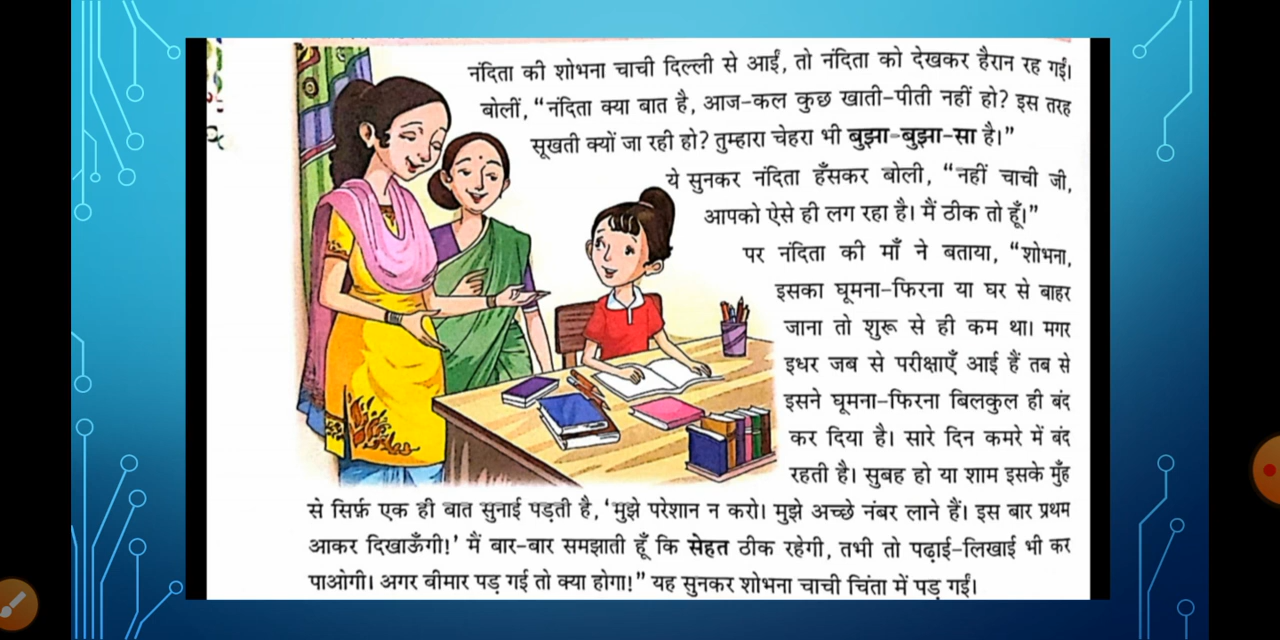 नंदिता की शोभना चाची दिल्ली से आईं, तो नंदिता को देखकर हैरान रह गईं।
बोलीं, “नंदिता क्या बात है, आज-कल कुछ खाती-पीती नहीं हो? इस तरह
सूखती क्यों जा रही हो? तुम्हारा चेहरा भी बुझा-बुझा-सा है।”
ये सुनकर नंदिता हँसकर बोली, “नहीं चाची जी,
आपको ऐसे ही लग रहा है। मैं ठीक तो हूँ।”
पर नंदिता की माँ ने बताया, “शोभना,
इसका घूमना-फिरना या घर से बाहर
जाना तो शुरू से ही कम था। मगर
इधर जब से परीक्षाएँ आई हैं तब से
इसने घूमना-फिरना बिलकुल ही बंद
कर दिया है। सारे दिन कमरे में बंद
रहती है। सुबह हो या शाम इसके मुँह
से सिर्फ़ एक ही बात सुनाई पड़ती है, ‘मुझे परेशान न करो। मुझे अच्छे नंबर लाने हैं। इस बार प्रथम
आकर दिखाऊँगी!’ मैं बार-बार समझाती हूँ कि सेहत ठीक रहेगी, तभी तो पढ़ाई-लिखाई भी कर
पाओगी। अगर बीमार पड़ गई तो क्या होगा!” यह सुनकर शोभना चाची चिंता में पड़ गईं।